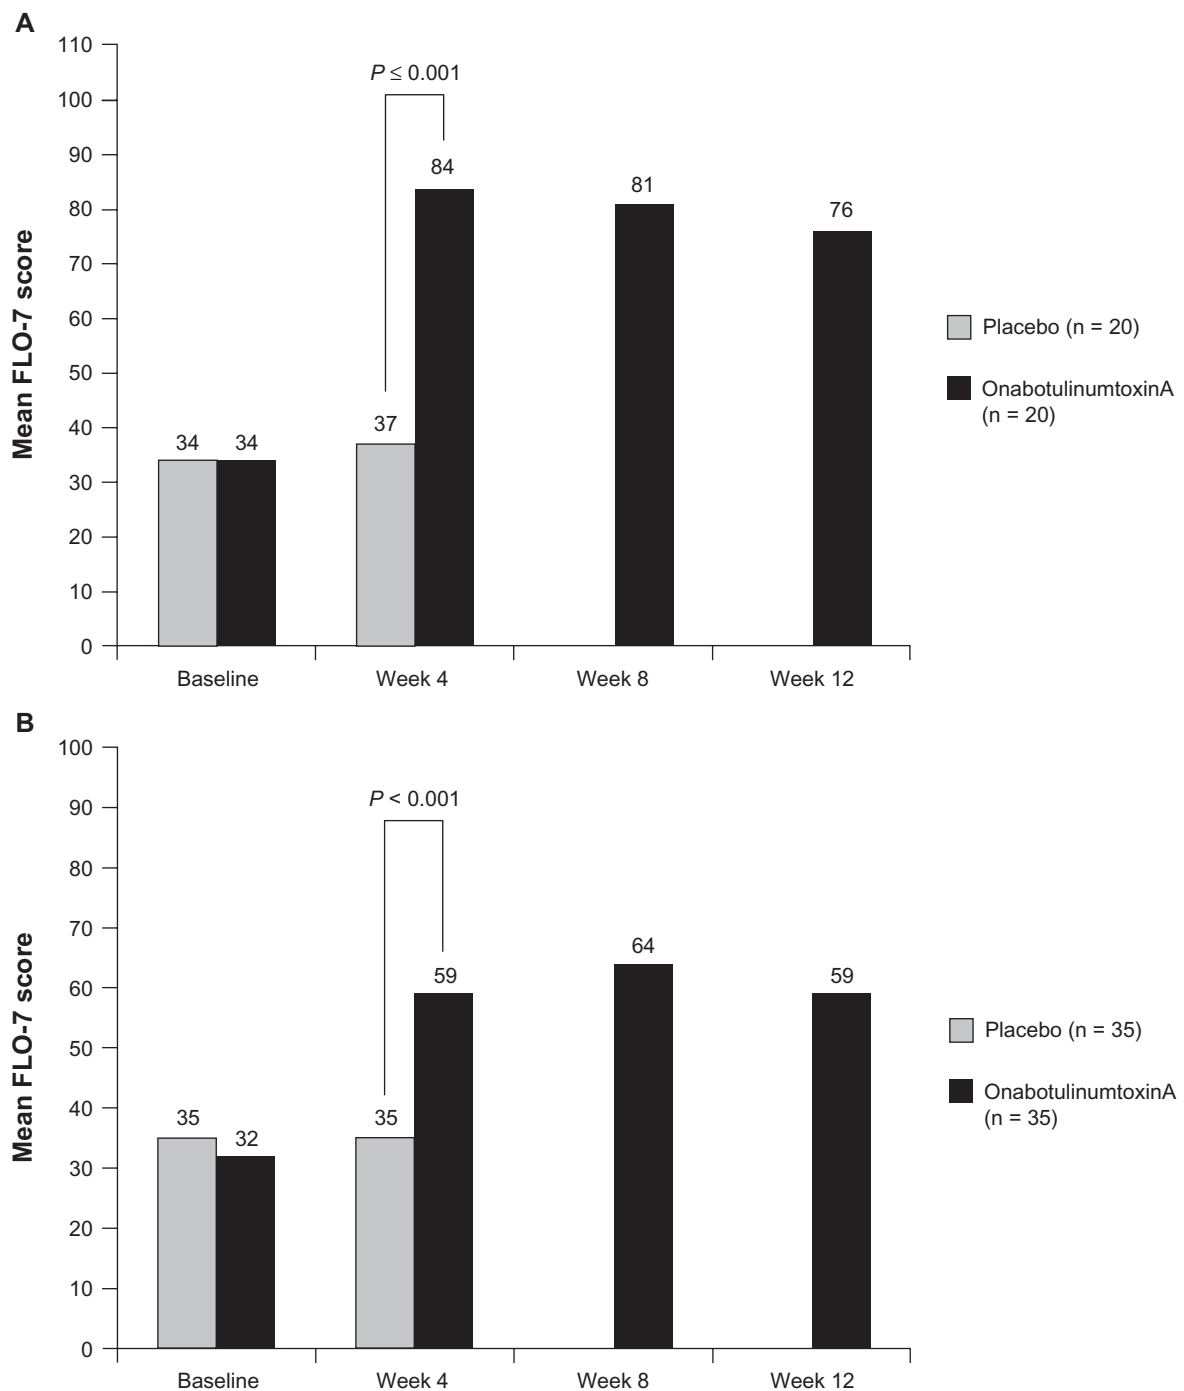 A
110
100
90
80
70
60
50
40
30
20
10
0
Mean FLO-7 score
P ≤ 0.001
34
34
37
84
81
76
Baseline
Week 4
Week 8
Week 12
Placebo (n = 20)
OnabotulinumtoxinA
(n = 20)
B
100
90
80
70
60
50
40
30
20
10
0
Mean FLO-7 score
P < 0.001
35
32
35
59
64
59
Baseline
Week 4
Week 8
Week 12
Placebo (n = 35)
OnabotulinumtoxinA
(n = 35)